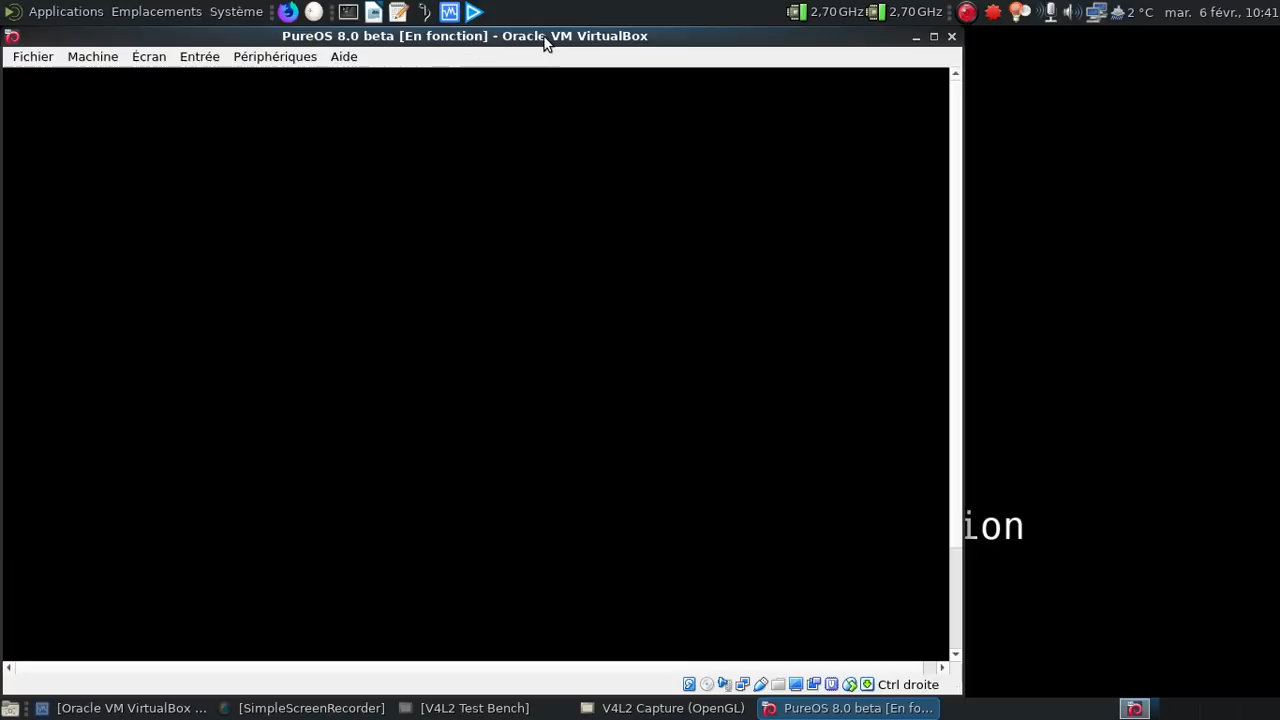 Applications Emplacements Système 2,70 GHz 2,70 GHz 2 °C mar. 6 févr., 10:41
PureOS 8.0 beta [En fonction] - Oracle VM VirtualBox
Fichier Machine Écran Entrée Périphériques Aide
ion
Ctrl droite
[Oracle VM VirtualBox ... [SimpleScreenRecorder] [V4L2 Test Bench] V4L2 Capture (OpenGL) PureOS 8.0 beta [En fo...